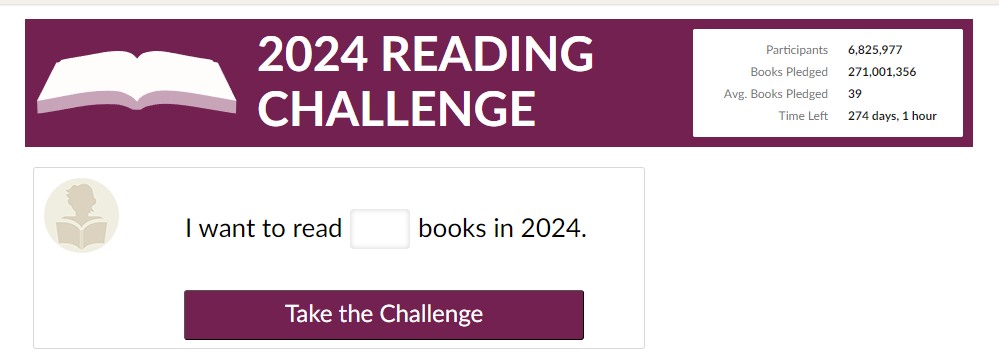 2024 READING
CHALLENGE
Participants 6,825,977
Books Pledged 271,001,356
Avg. Books Pledged 39
Time Left 274 days, 1 hour
I want to read books in 2024.
Take the Challenge